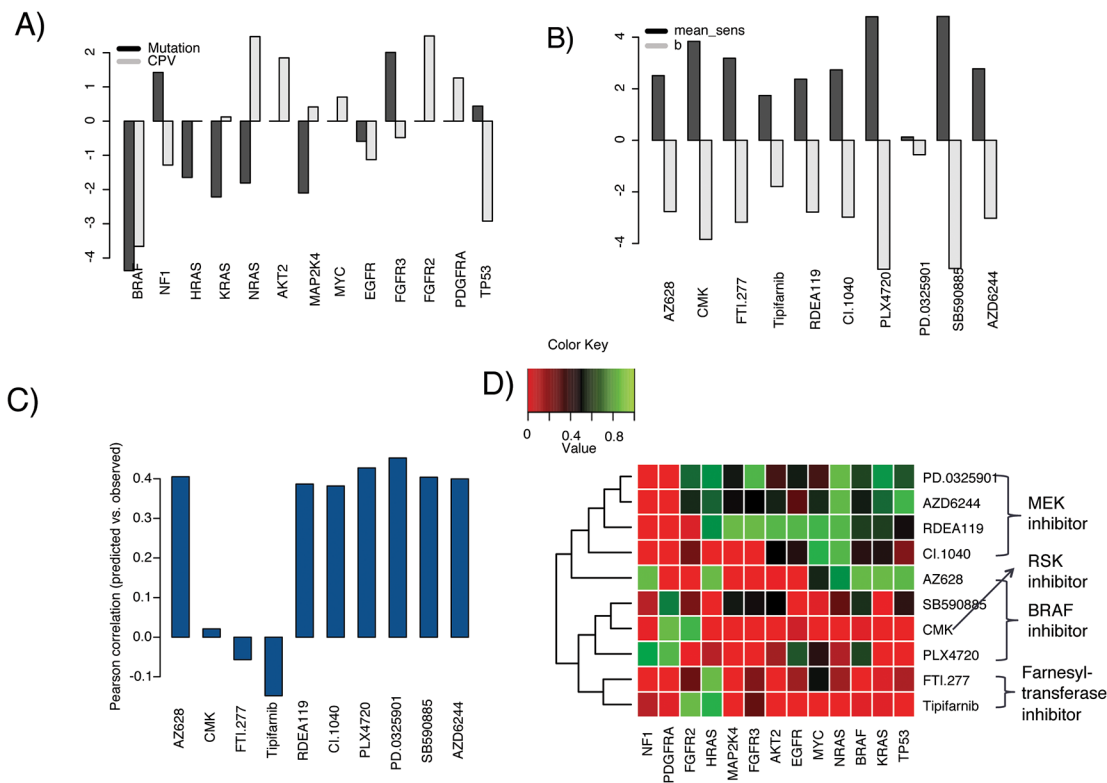 A)
Mutation
CPV
2
1
0
-1
-2
-3
-4
BRAF NF1 HRAS KRAS NRAS AKT2 MAP2K4 MYC EGFR FGFR3 FGFR2 PDGFRA TP53
B)
mean_sens
b
4
2
0
-2
-4
AZ628 CMK FTI.277 Tipifarnib RDEA119 CI.1040 PLX4720 PD.0325901 SB590885 AZD6244
C)
Pearson correlation (predicted vs. observed)
0.4
0.3
0.2
0.1
0.0
-0.1
AZ628 CMK FTI.277 Tipifarnib RDEA119 CI.1040 PLX4720 PD.0325901 SB590885 AZD6244
D)
Color Key
0 0.4 0.8
Value
PD.0325901
AZD6244
RDEA119
CI.1040
AZ628
SB590885
CMK
PLX4720
FTI.277
Tipifarnib
MEK
inhibitor
RSK
inhibitor
BRAF
inhibitor
Farnesyl-
transferase
inhibitor
NF1 PDGFRA FGFR2 HRAS MAP2K4 FGFR3 AKT2 EGFR MYC NRAS BRAF KRAS TP53